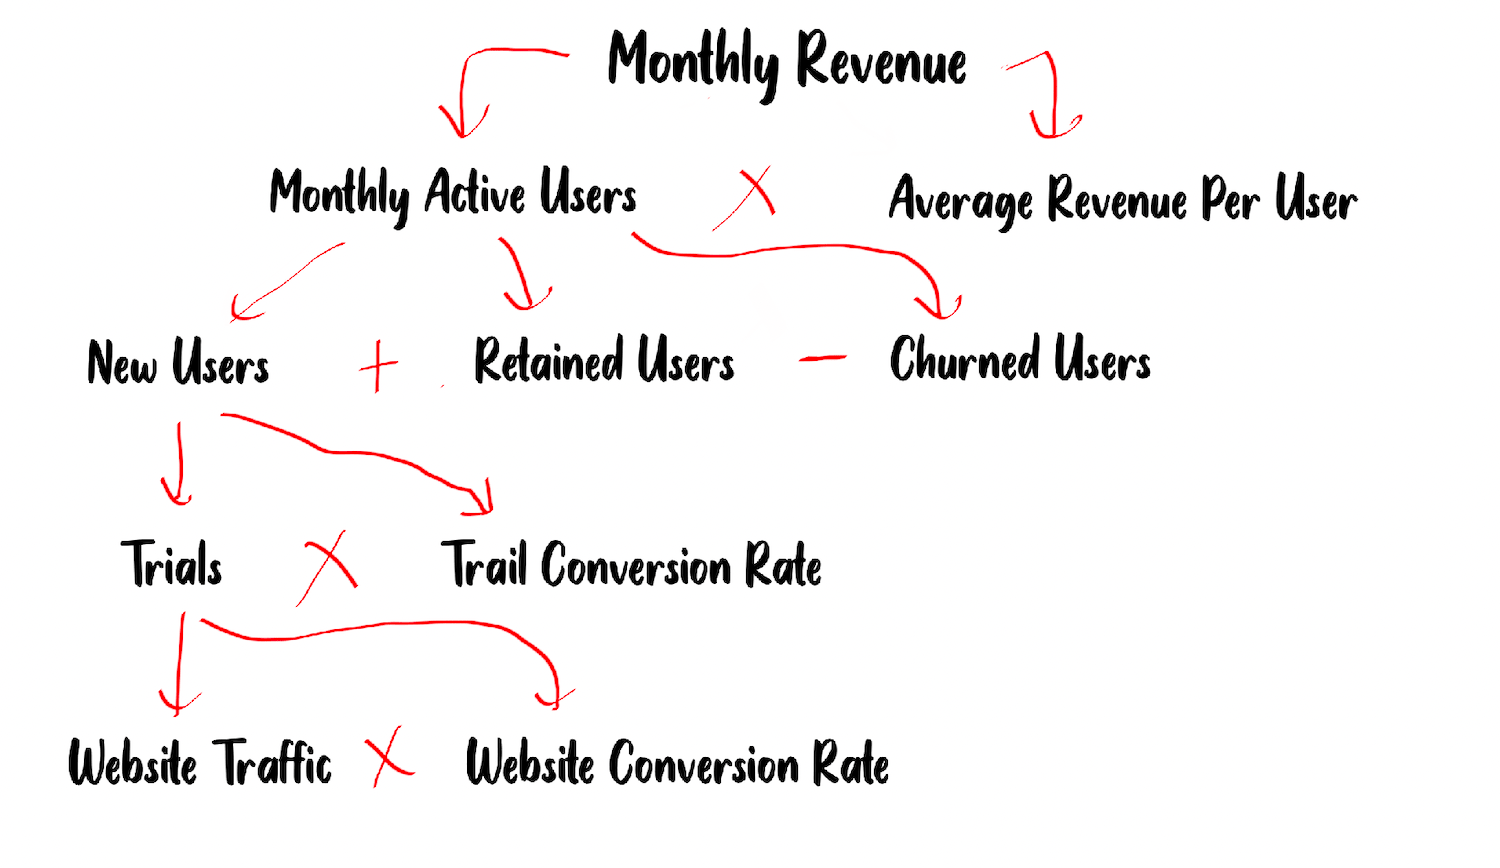 Monthly Revenue
Monthly Active Users X Average Revenue Per User
New Users + Retained Users - Churned Users
Trials X Trail Conversion Rate
Website Traffic X Website Conversion Rate